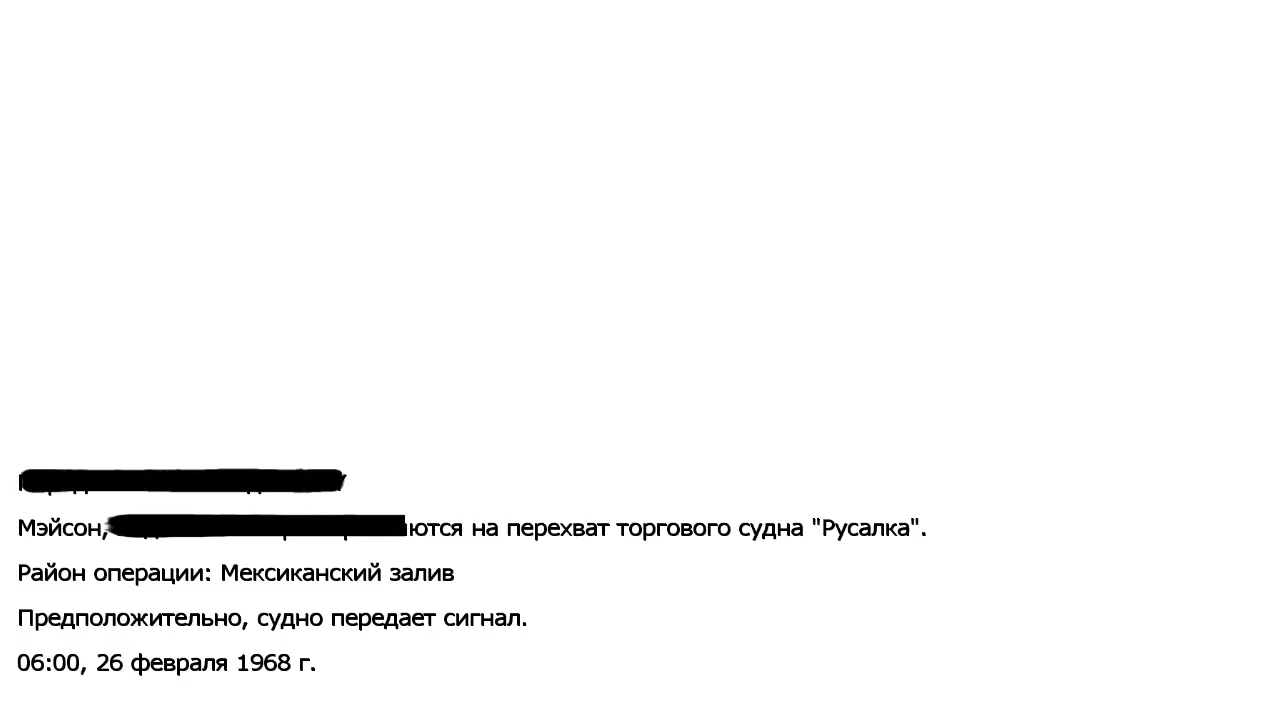 Мэйсон, на перехват торгового судна "Русалка".
Район операции: Мексиканский залив
Предположительно, судно передает сигнал.
06:00, 26 февраля 1968 г.